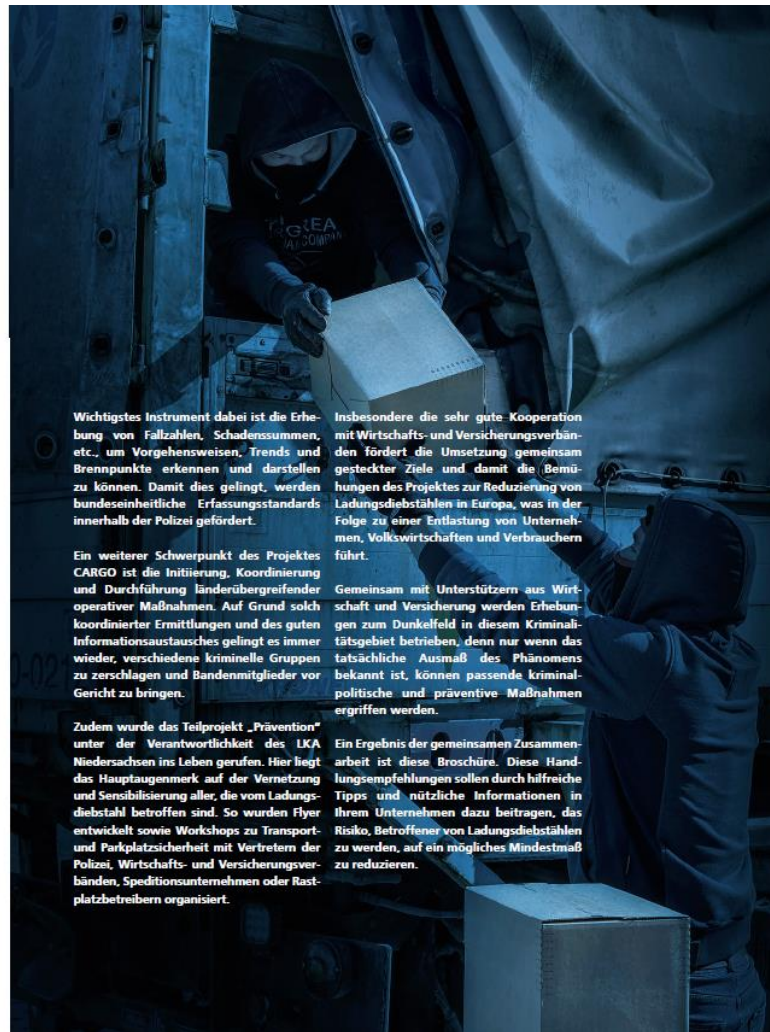 GREA
COMPAN
Wichtigstes Instrument dabei ist die Erhe-
bung von Fallzahlen, Schadenssummen,
etc., um Vorgehensweisen, Trends und
Brennpunkte erkennen und darstellen
zu können. Damit dies gelingt, werden
bundeseinheitliche Erfassungsstandards
innerhalb der Polizei gefördert.
Ein weiterer Schwerpunkt des Projektes
CARGO ist die Initiierung, Koordinierung
und Durchführung länderübergreifender
operativer Maßnahmen. Auf Grund solch
koordinierter Ermittlungen und des guten
Informationsaustausches gelingt es immer
wieder, verschiedene kriminelle Gruppen
zu zerschlagen und Bandenmitglieder vor
Gericht zu bringen.
Zudem wurde das Teilprojekt „Prävention“
unter der Verantwortlichkeit des LKA
Niedersachsen ins Leben gerufen. Hier liegt
das Hauptaugenmerk auf der Vernetzung
und Sensibilisierung aller, die vom Ladungs-
diebstahl betroffen sind. So wurden Flyer
entwickelt sowie Workshops zu Transport-
und Parkplatzsicherheit mit Vertretern der
Polizei, Wirtschafts- und Versicherungsver-
bänden, Speditionsunternehmen oder Rast-
platzbetreibern organisiert.
Insbesondere die sehr gute Kooperation
mit Wirtschafts- und Versicherungsverbän-
den fördert die Umsetzung gemeinsam
gesteckter Ziele und damit die Bemü-
hungen des Projektes zur Reduzierung von
Ladungsdiebstählen in Europa, was in der
Folge zu einer Entlastung von Unterneh-
men, Volkswirtschaften und Verbrauchern
führt.
Gemeinsam mit Unterstützern aus Wirt-
schaft und Versicherung werden Erhebun-
gen zum Dunkelfeld in diesem Kriminali-
tätsgebiet betrieben, denn nur wenn das
tatsächliche Ausmaß des Phänomens
bekannt ist, können passende kriminal-
politische und präventive Maßnahmen
ergriffen werden.
Ein Ergebnis der gemeinsamen Zusammen-
arbeit ist diese Broschüre. Diese Hand-
lungsempfehlungen sollen durch hilfreiche
Tipps und nützliche Informationen in
Ihrem Unternehmen dazu beitragen, das
Risiko, Betroffener von Ladungsdiebstählen
zu werden, auf ein mögliches Mindestmaß
zu reduzieren.